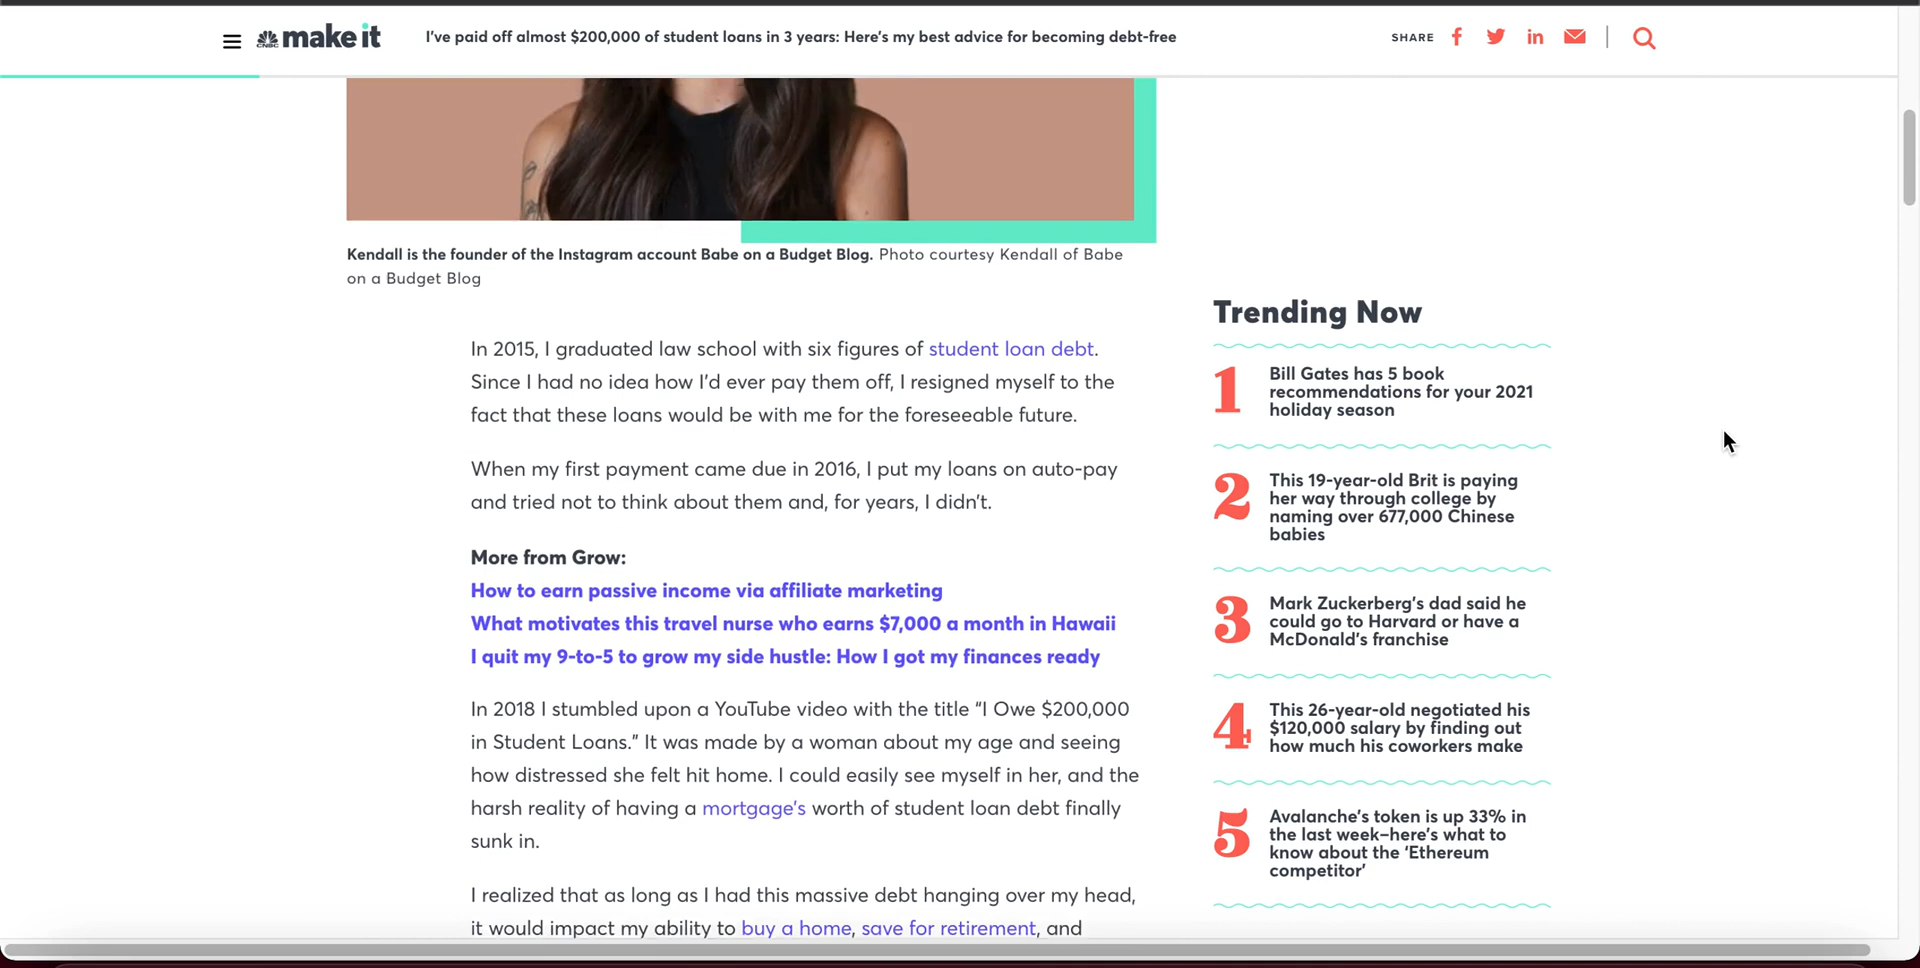 CNBC make it
I've paid off almost $200,000 of student loans in 3 years: Here's my best advice for becoming debt-free
SHARE
Kendall is the founder of the Instagram account Babe on a Budget Blog. Photo courtesy Kendall of Babe
on a Budget Blog
In 2015, I graduated law school with six figures of student loan debt.
Since I had no idea how I'd ever pay them off, I resigned myself to the
fact that these loans would be with me for the foreseeable future.
When my first payment came due in 2016, I put my loans on auto-pay
and tried not to think about them and, for years, I didn't.
More from Grow:
How to earn passive income via affiliate marketing
What motivates this travel nurse who earns $7,000 a month in Hawaii
I quit my 9-to-5 to grow my side hustle: How I got my finances ready
In 2018 I stumbled upon a YouTube video with the title “I Owe $200,000
in Student Loans.” It was made by a woman about my age and seeing
how distressed she felt hit home. I could easily see myself in her, and the
harsh reality of having a mortgage's worth of student loan debt finally
sunk in.
I realized that as long as I had this massive debt hanging over my head,
it would impact my ability to buy a home, save for retirement, and
Trending Now
1
Bill Gates has 5 book
recommendations for your 2021
holiday season
2
This 19-year-old Brit is paying
her way through college by
naming over 677,000 Chinese
babies
3
Mark Zuckerberg's dad said he
could go to Harvard or have a
McDonald's franchise
4
This 26-year-old negotiated his
$120,000 salary by finding out
how much his coworkers make
5
Avalanche's token is up 33% in
the last week–here's what to
know about the ‘Ethereum
competitor’